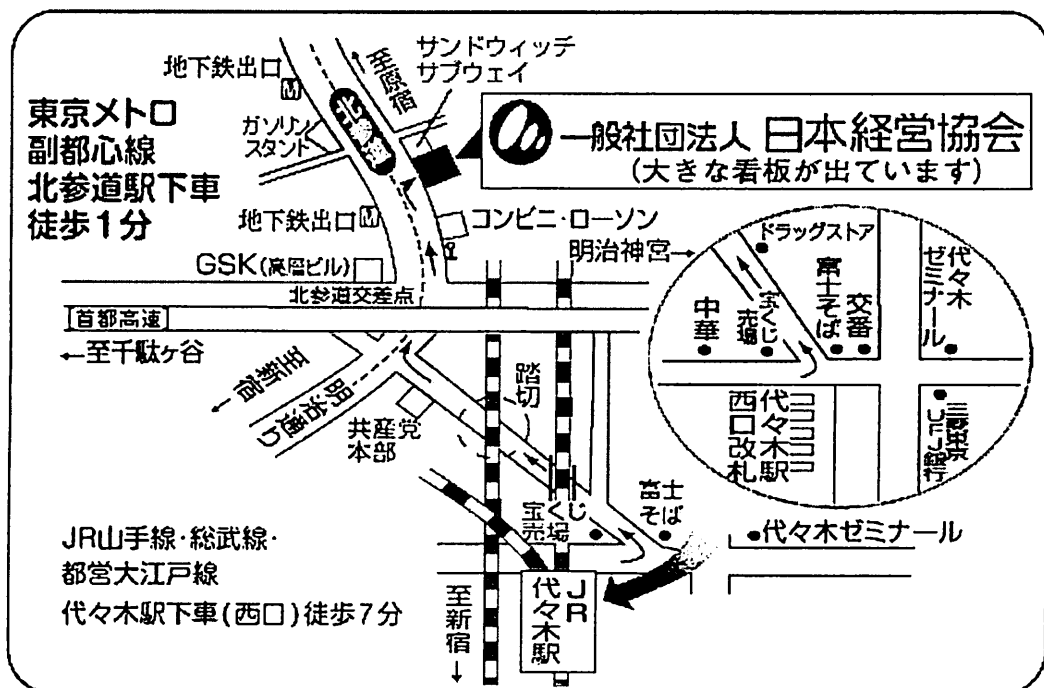 サンドウィッチ
サブウェイ
至原宿
地下鉄出口
M
北参道
東京メトロ
副都心線
北参道駅下車
徒歩1分
ガソリン
スタンド
一般社団法人 日本経営協会
(大きな看板が出ています)
地下鉄出口
M
コンビニ・ローソン
GSK(高層ビル)
北参道交差点
明治神宮→
首都高速
←至千駄ヶ谷
至新宿
明治通り
共産党
本部
踏切
ドラッグストア
中華
宝くじ
売場
富士そば
交番
代々木
ゼミナール
西口改札
代々木駅
三菱東京
UFJ銀行
宝くじ
売場
富士
そば
代々木ゼミナール
JR山手線・総武線・
都営大江戸線
代々木駅下車(西口)徒歩7分
至新宿
JR
代々木駅